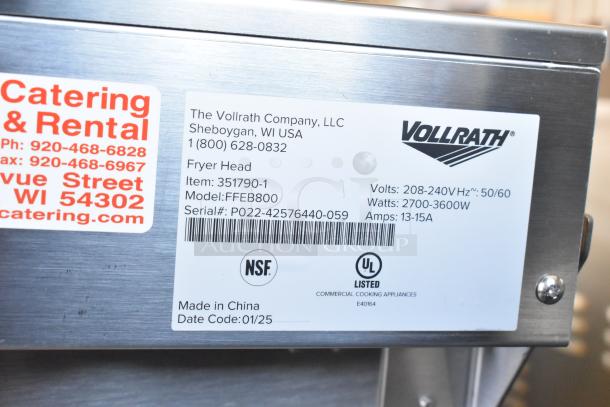 Catering
& Rental
Ph: 920-468-6828
ax: 920-468-6967
vue Street
WI 54302
catering.com
The Vollrath Company, LLC
Sheboygan, WI USA
1 (800) 628-0832
VOLLRATH®
Fryer Head
Item: 351790-1
Model:FFEB800
Serial#: P022-42576440-059
Volts: 208-240V Hz~: 50/60
Watts: 2700-3600W
Amps: 13-15A
PCI
AUCTION GROUP
NSF
UL
LISTED
COMMERCIAL COOKING APPLIANCES
E40164
Made in China
Date Code:01/25